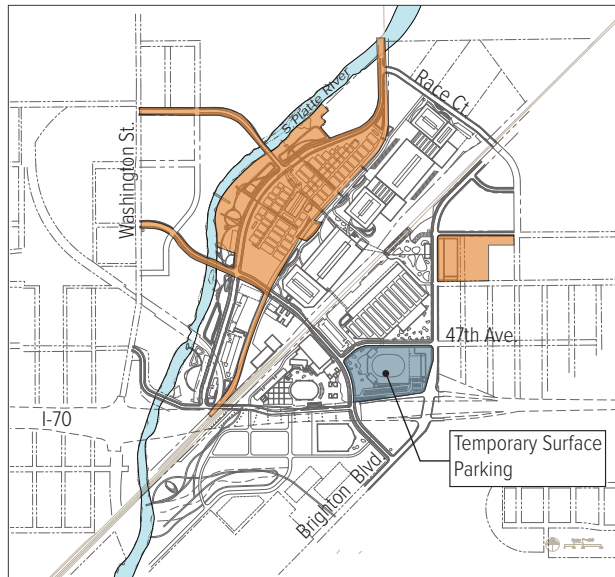 S Platte River
Race Ct.
Washington St.
47th Ave.
I-70
Temporary Surface
Parking
Brighton Blvd.